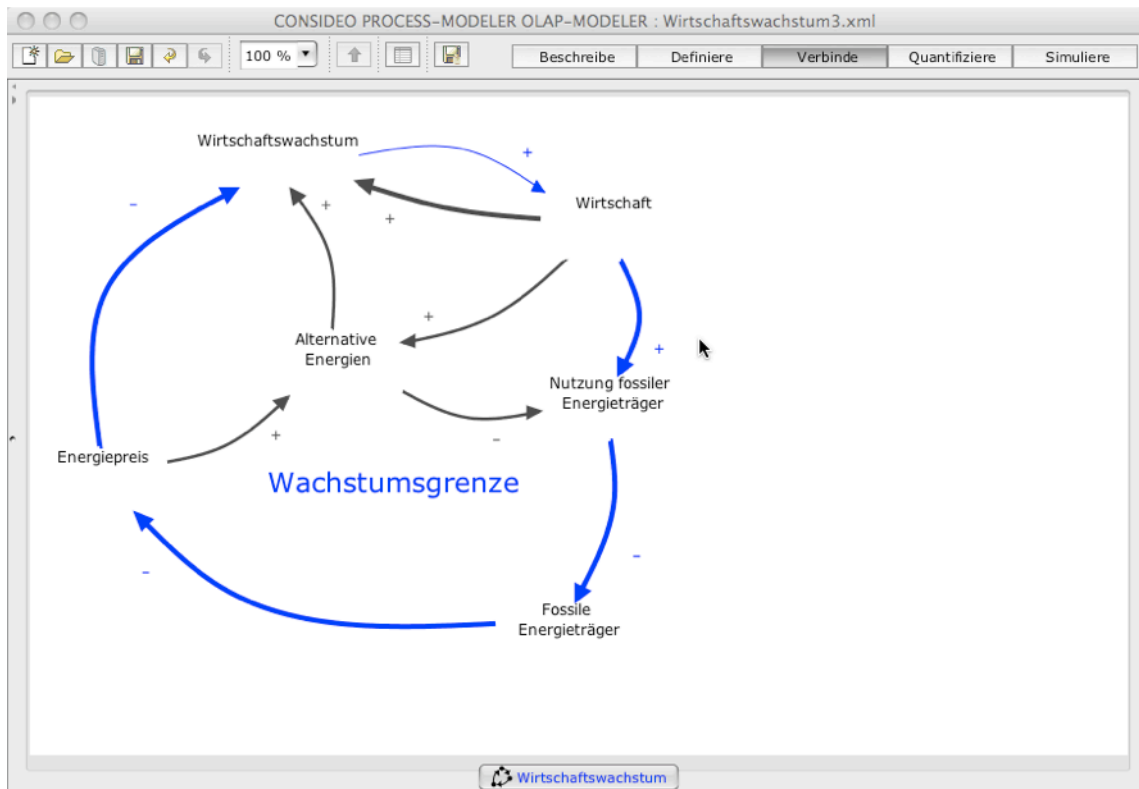 CONSIDEO PROCESS-MODELER OLAP-MODELER : Wirtschaftswachstum3.xml
100 %
Beschreibe
Definiere
Verbinde
Quantifiziere
Simuliere
Wirtschaftswachstum
+
-
+
+
Wirtschaft
+
Alternative
Energien
+
Nutzung fossiler
Energieträger
+
-
Energiepreis
Wachstumsgrenze
-
-
Fossile
Energieträger
Wirtschaftswachstum